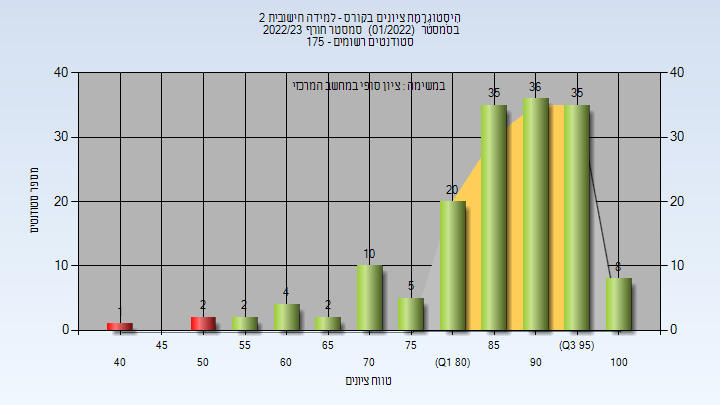 היסטוגרמת ציונים בקורס - למידה חישובית 2
בסמסטר (01/2022) סמסטר חורף 2022/23
סטודנטים רשומים - 175
במשימה : ציון סופי במחשב המרכזי
מספר סטודנטים
40 40
30 30
20 20
10 10
0 0
1 2 2 4 2 10 5 20 35 36 35 8
45 55 65 75 85 (Q3 95)
40 50 60 70 (Q1 80) 90 100
טווח ציונים